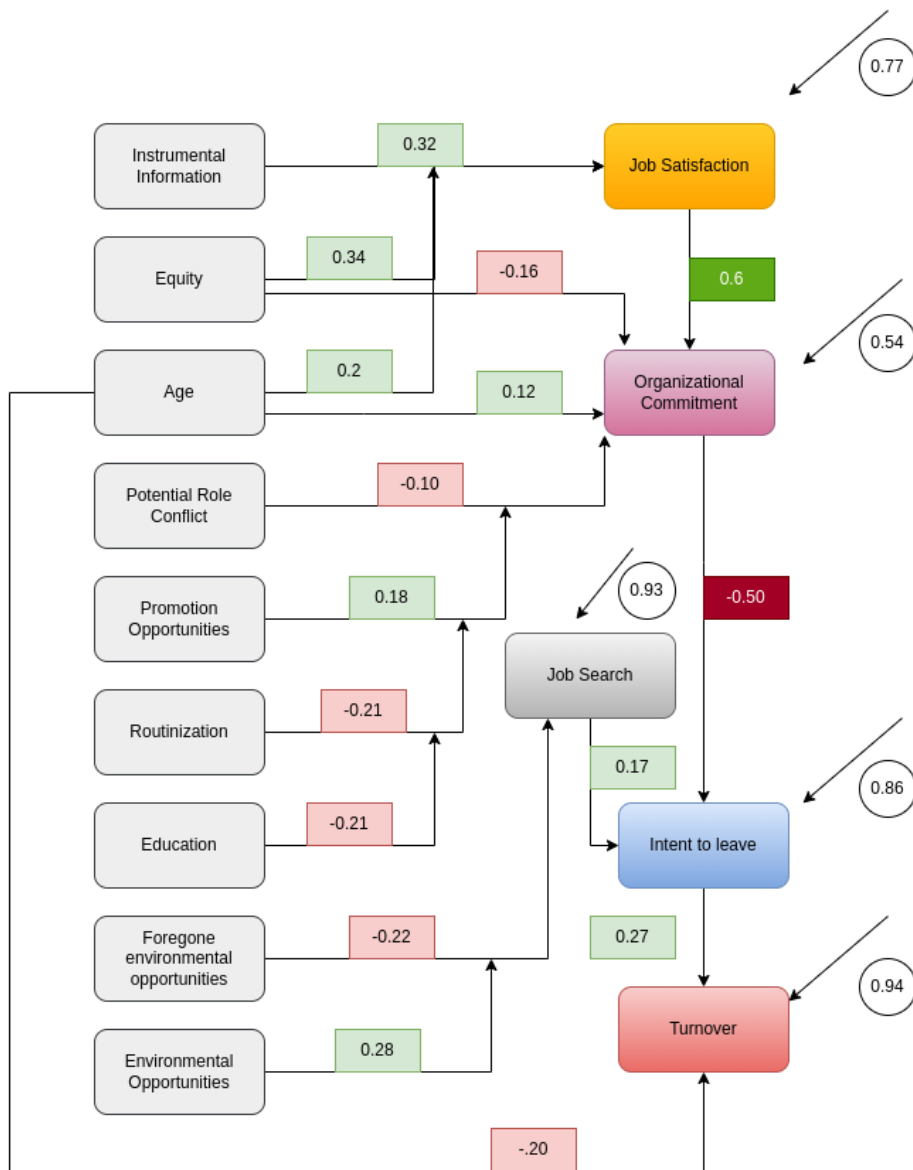 0.77
Instrumental
Information
0.32
Job Satisfaction
Equity
0.34
-0.16
0.6
0.54
Age
0.2
0.12
Organizational
Commitment
Potential Role
Conflict
-0.10
Promotion
Opportunities
0.18
0.93
-0.50
Job Search
Routinization
-0.21
0.17
0.86
Education
-0.21
Intent to leave
Foregone
environmental
opportunities
-0.22
0.27
0.94
Turnover
Environmental
Opportunities
0.28
-.20